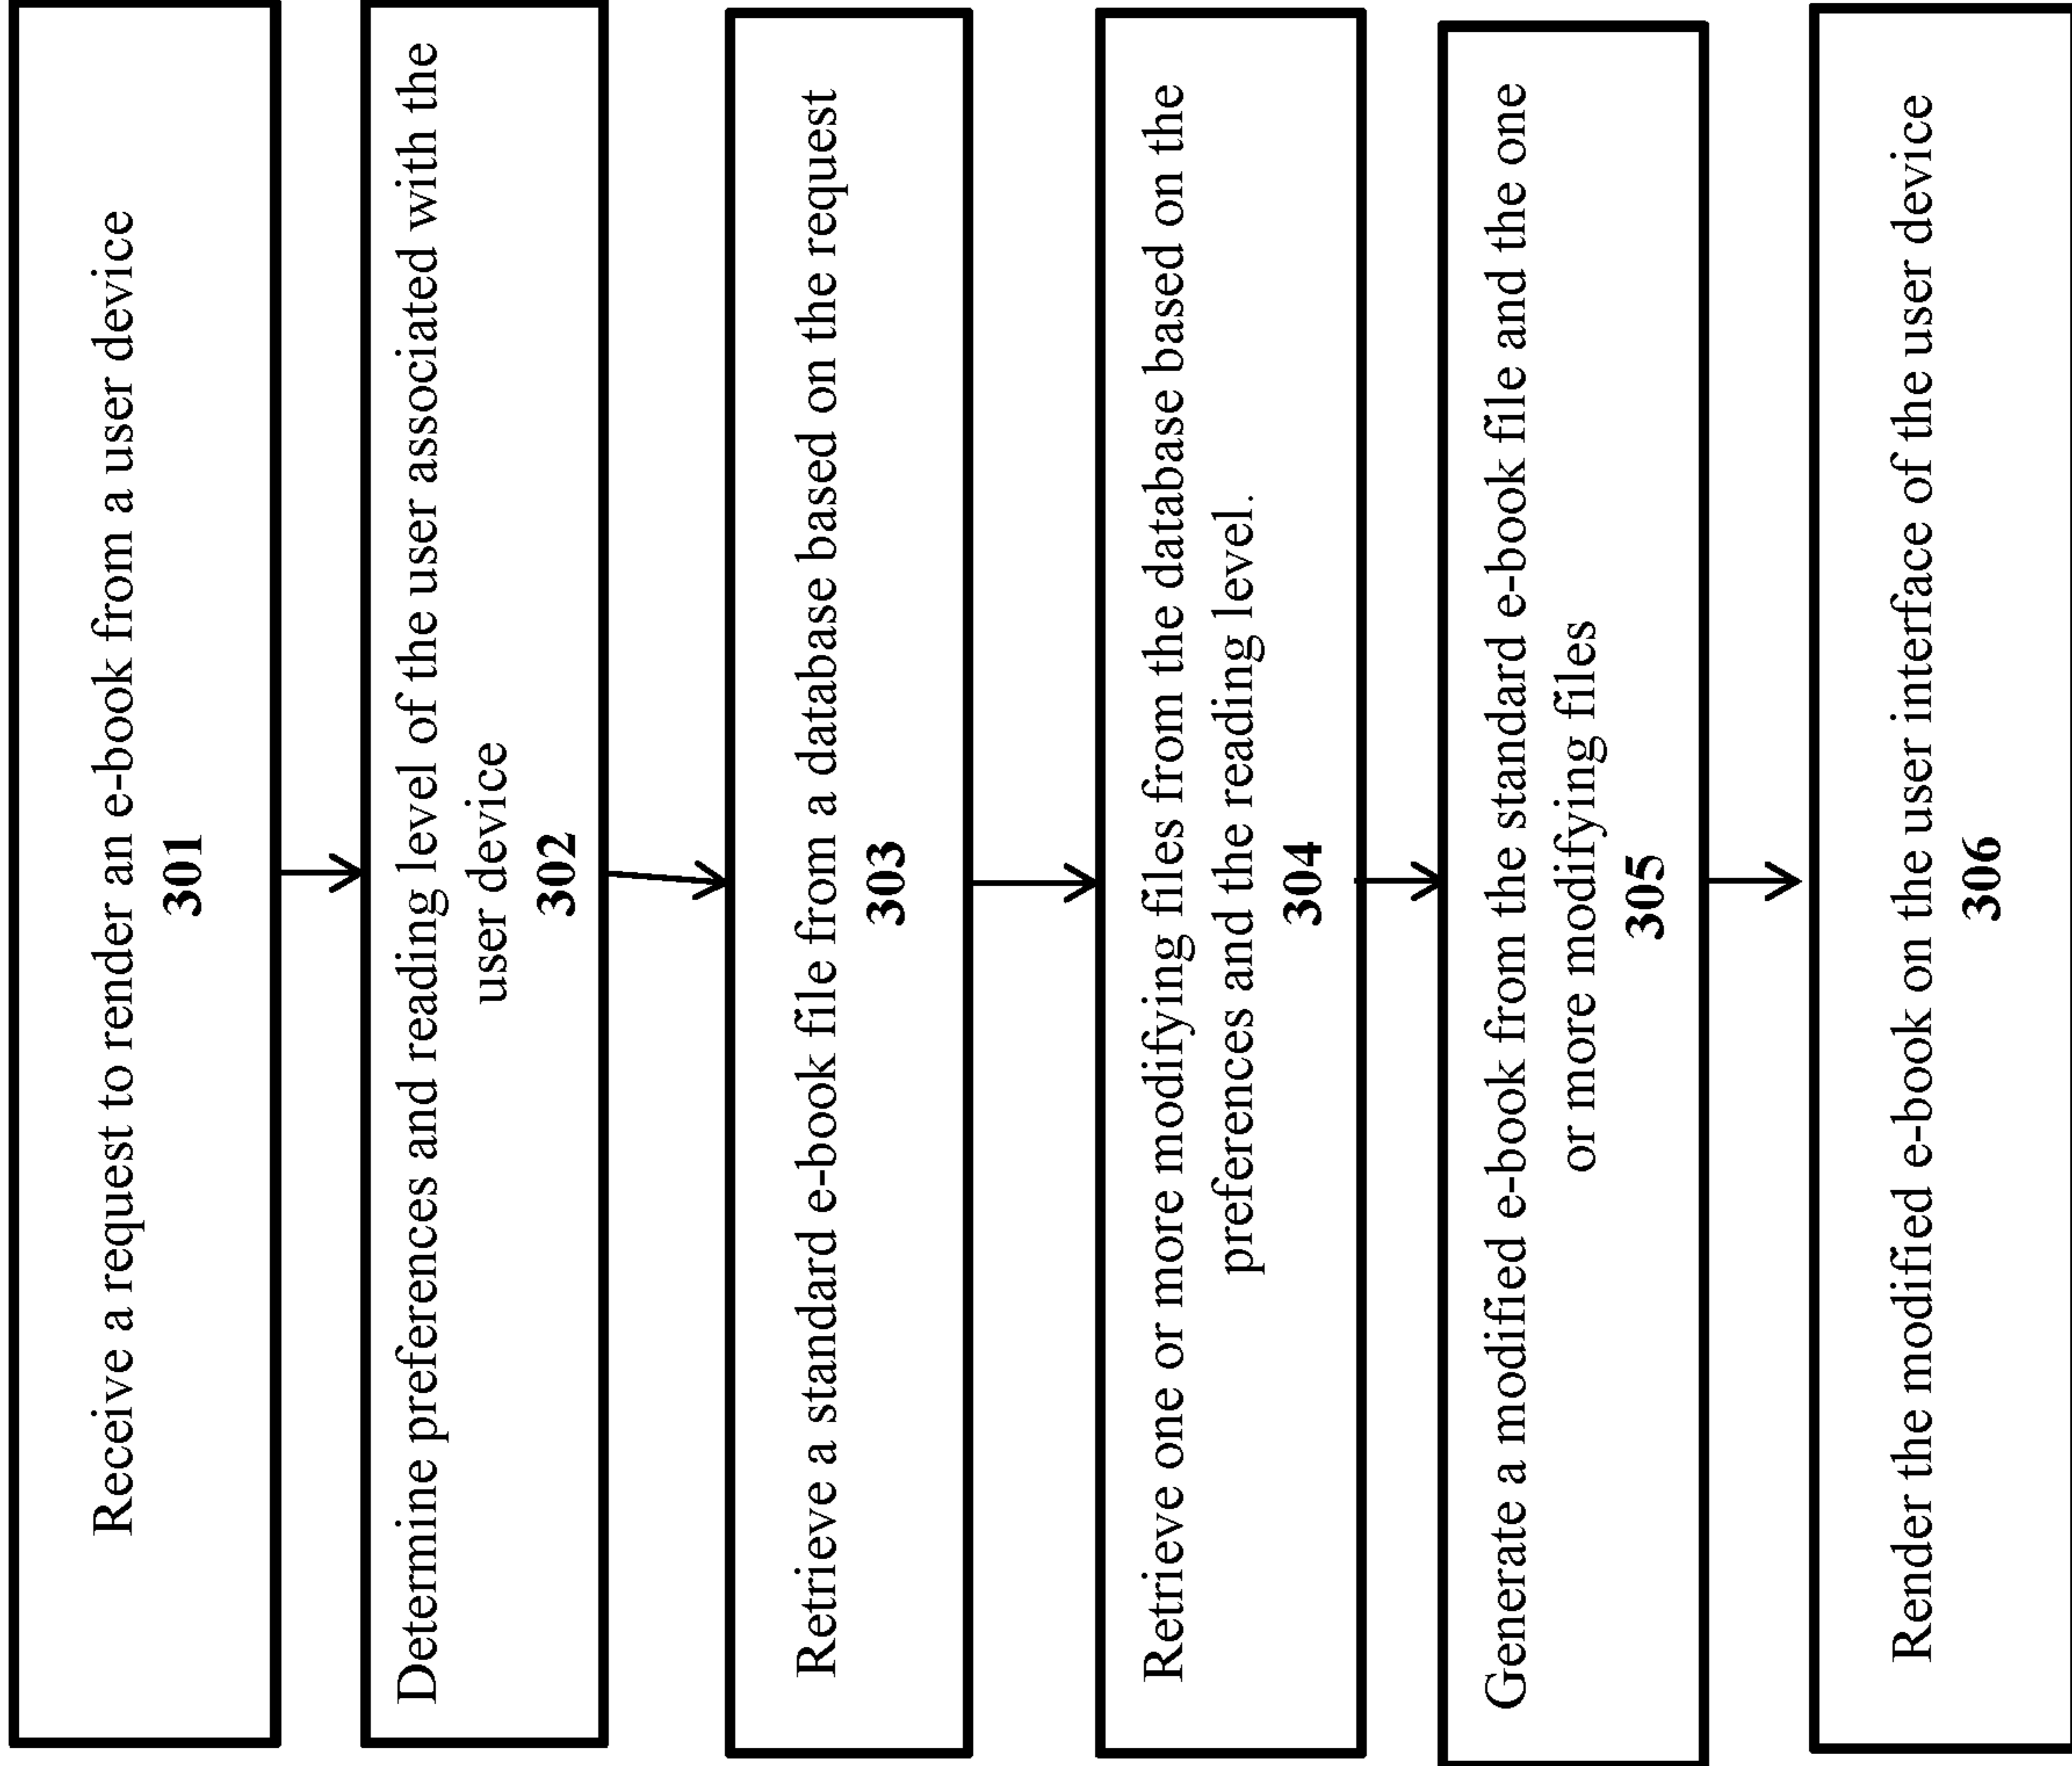 Receive a request to render an e-book from a user device
301
Determine preferences and reading level of the user associated with the
user device
302
Retrieve a standard e-book file from a database based on the request
303
Retrieve one or more modifying files from the database based on the
preferences and the reading level.
304
Generate a modified e-book from the standard e-book file and the one
or more modifying files
305
Render the modified e-book on the user interface of the user device
306